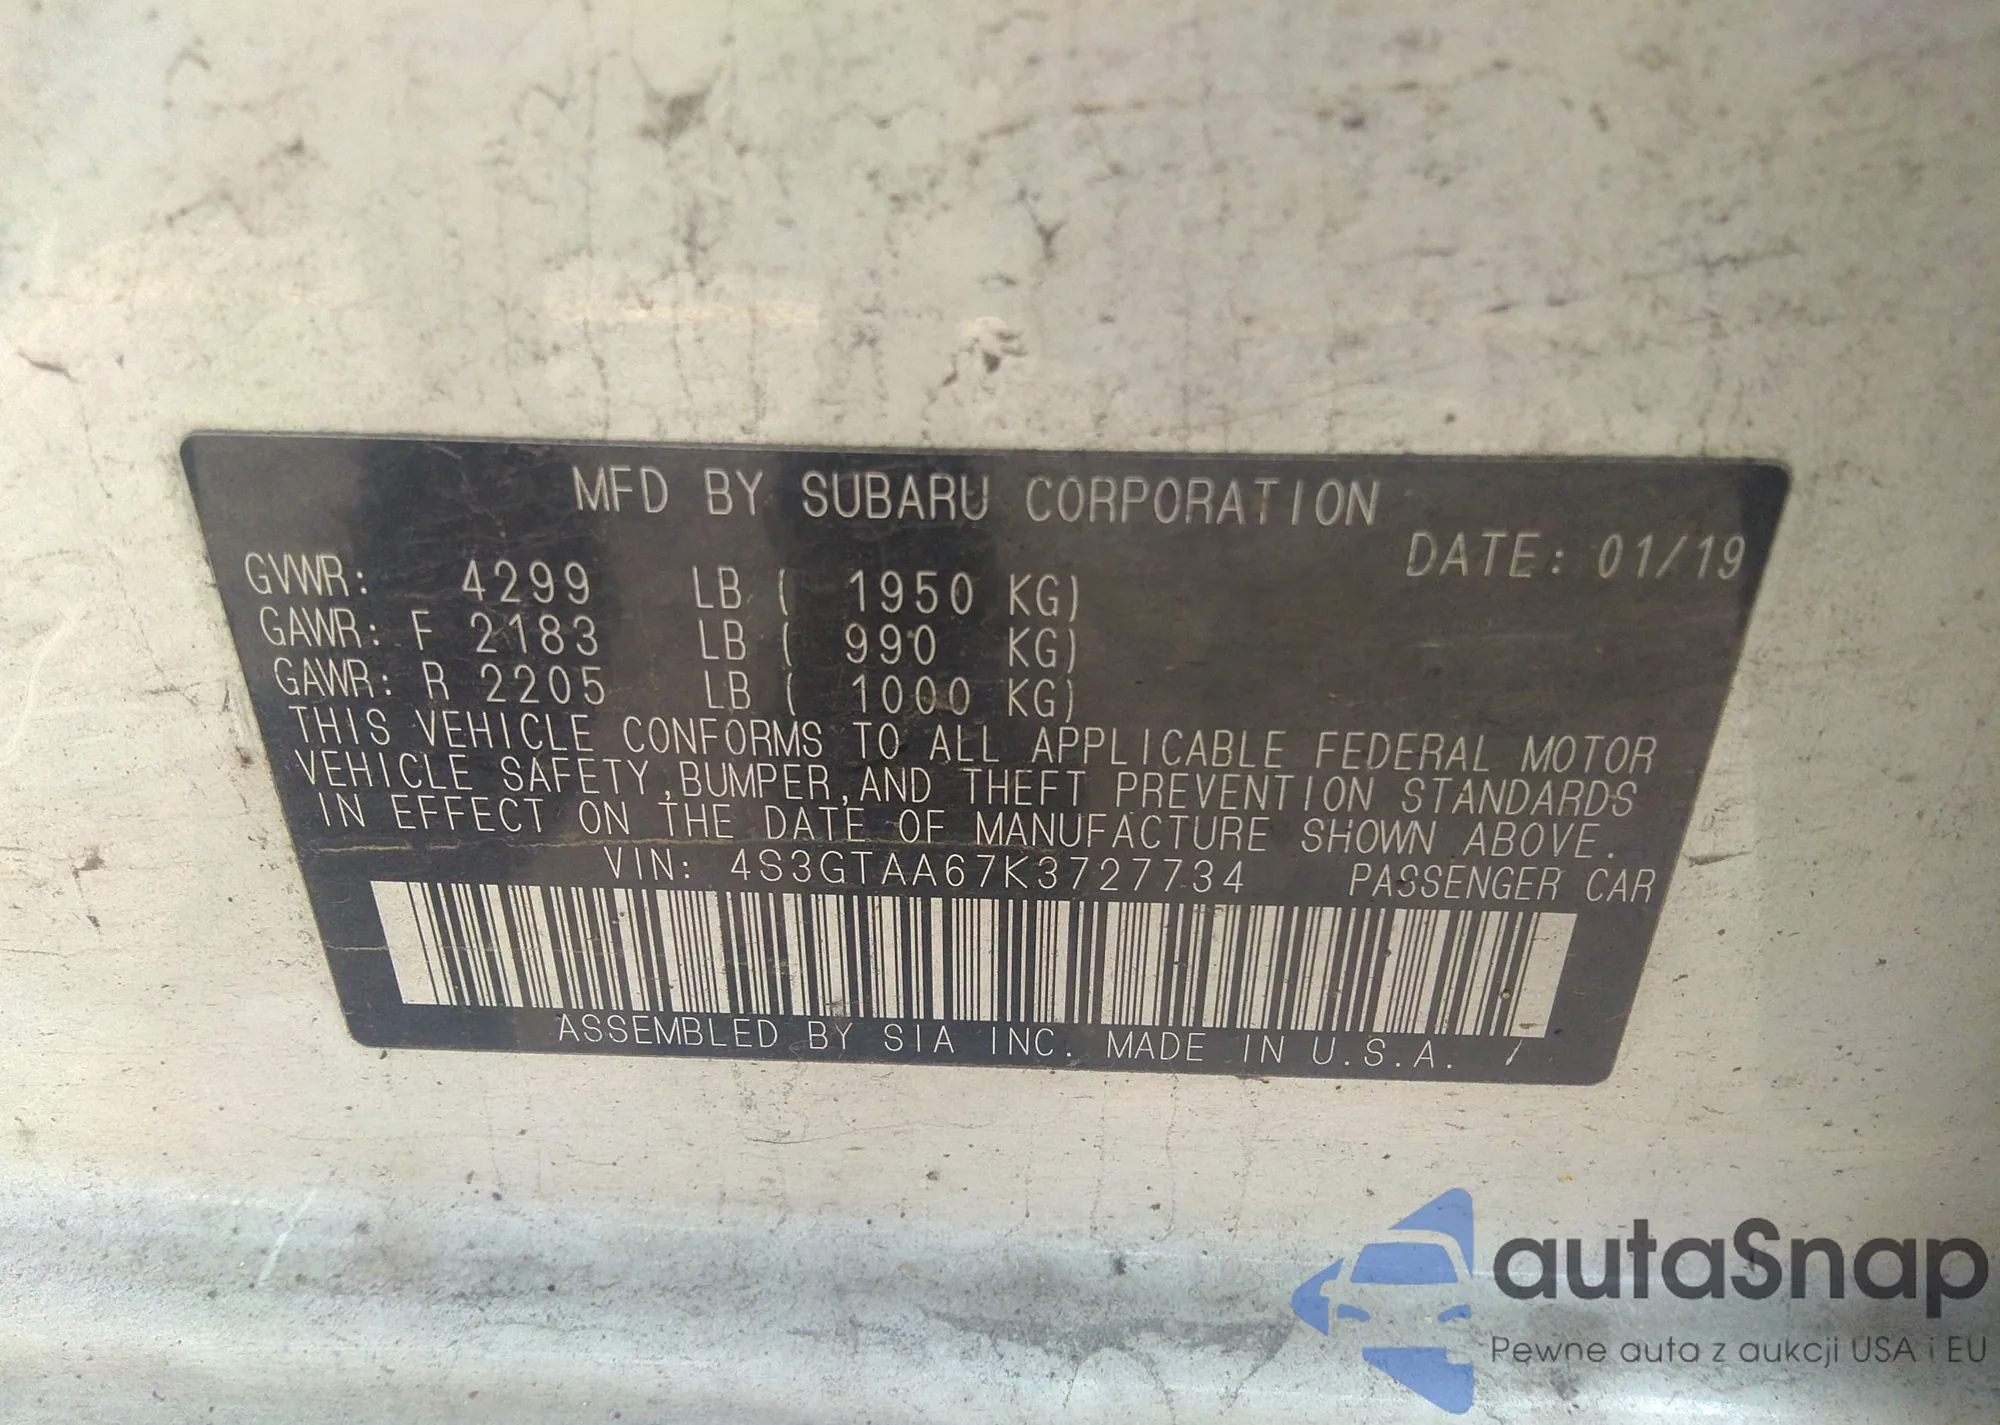 MFD BY SUBARU CORPORATION
DATE: 01/19
GVWR: 4299 LB ( 1950 KG)
GAWR: F 2183 LB ( 990 KG)
GAWR: R 2205 LB ( 1000 KG)
THIS VEHICLE CONFORMS TO ALL APPLICABLE FEDERAL MOTOR
VEHICLE SAFETY,BUMPER,AND THEFT PREVENTION STANDARDS
IN EFFECT ON THE DATE OF MANUFACTURE SHOWN ABOVE.
VIN: 4S3GTAA67K3727734 PASSENGER CAR
ASSEMBLED BY SIA INC. MADE IN U.S.A.
autaSnap
Pewne auta z aukcji USA i EU